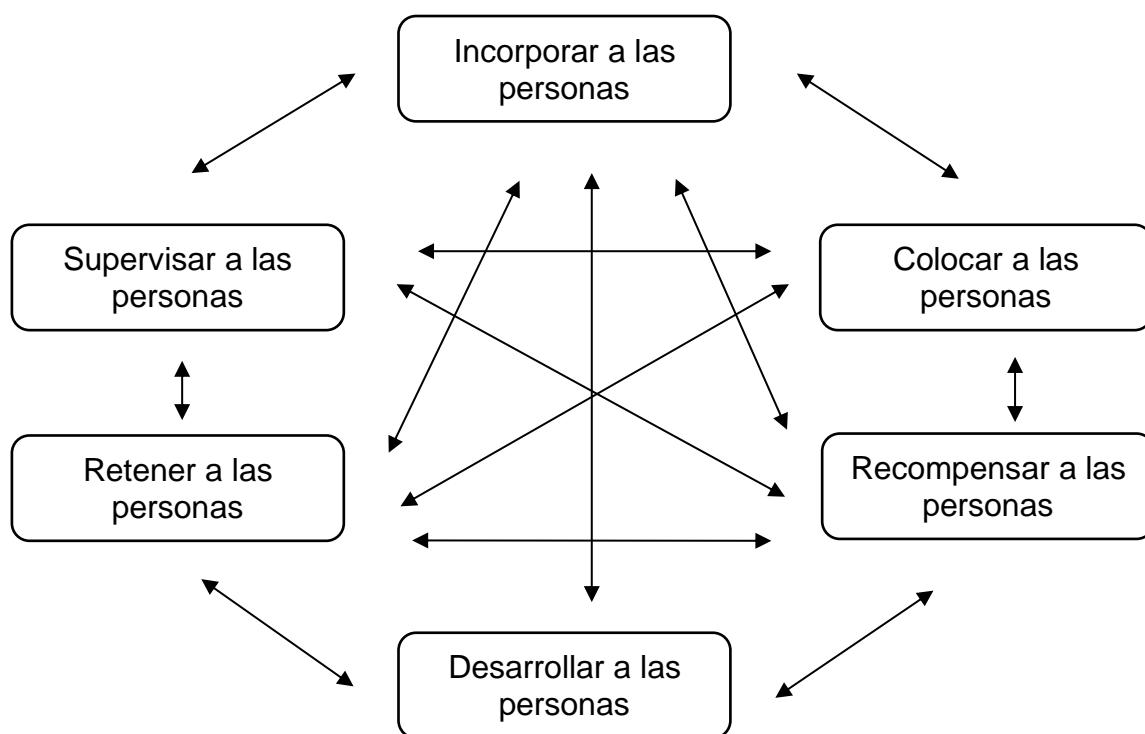 Incorporar a las
personas
Supervisar a las
personas
Colocar a las
personas
Retener a las
personas
Recompensar a las
personas
Desarrollar a las
personas